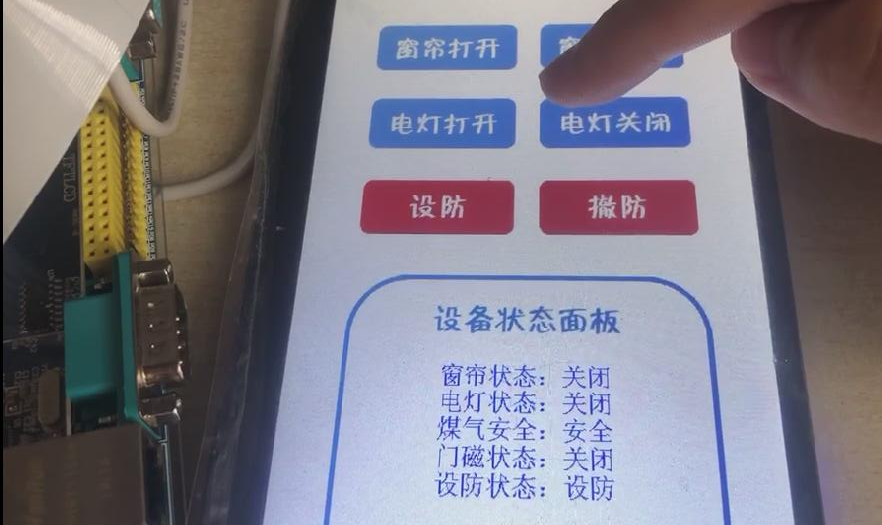 窗帘打开
窗
电灯打开 电灯关闭
设防 撤防
设备状态面板
窗帘状态：关闭
电灯状态：关闭
煤气安全：安全
门磁状态：关闭
设防状态：设防
TFTLCD